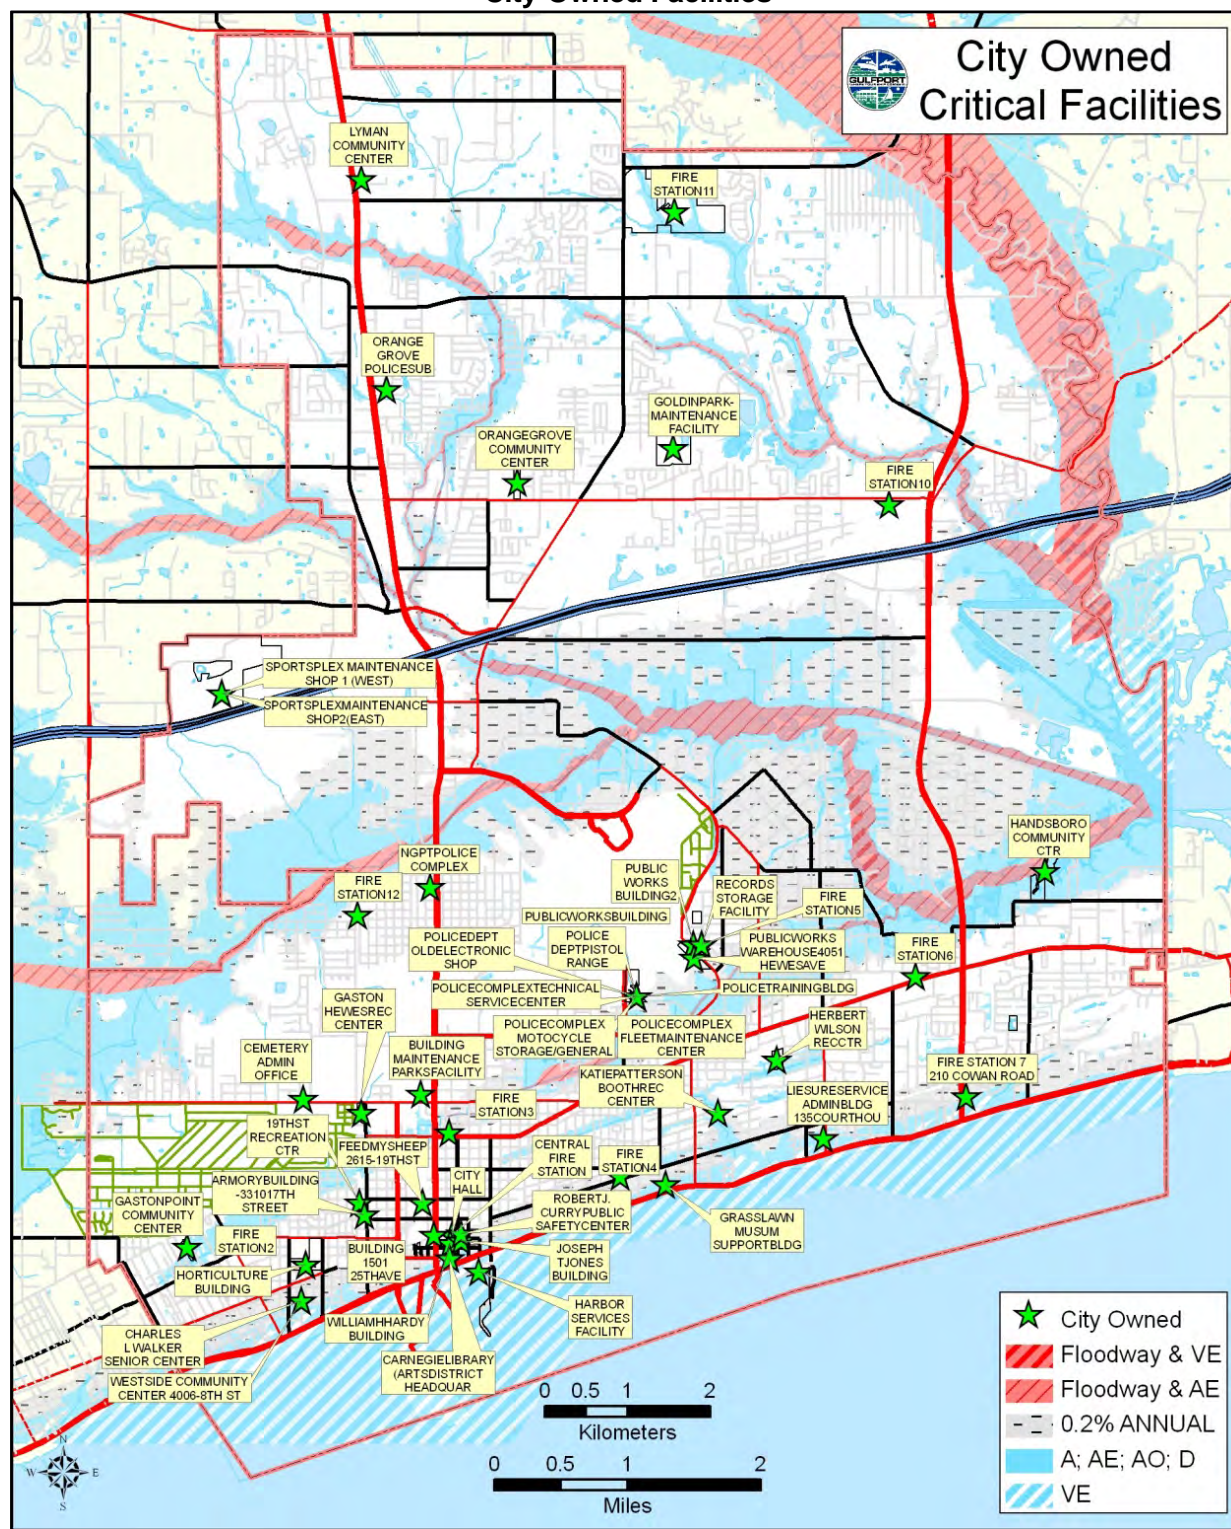 City Owned Facilities
GULFPORT
City Owned
Critical Facilities
LYMAN
COMMUNITY
CENTER
FIRE
STATION11
ORANGE
GROVE
POLICESUB
GOLDINPARK-
MAINTENANCE
FACILITY
ORANGEGROVE
COMMUNITY
CENTER
FIRE
STATION10
SPORTSPLEX MAINTENANCE
SHOP 1 (WEST)
SPORTSPLEXMAINTENANCE
SHOP2(EAST)
HANDSBORO
COMMUNITY
CTR
NGPTPOLICE
COMPLEX
FIRE
STATION12
PUBLIC
WORKS
BUILDING2
RECORDS
STORAGE
FACILITY
FIRE
STATION5
PUBLICWORKSBUILDING
POLICEDEPT
OLDELECTRONIC
SHOP
POLICE
DEPTPISTOL
RANGE
PUBLICWORKS
WAREHOUSE4051
HEWESAVE
FIRE
STATION6
POLICECOMPLEXTECHNICAL
SERVICECENTER
POLICETRAININGBLDG
GASTON
HEWESREC
CENTER
POLICECOMPLEX
MOTOCYCLE
STORAGE/GENERAL
POLICECOMPLEX
FLEETMAINTENANCE
CENTER
HERBERT
WILSON
RECCTR
CEMETERY
ADMIN
OFFICE
BUILDING
MAINTENANCE
PARKSFACILITY
KATIEPATTERSON
BOOTHREC
CENTER
FIRE STATION 7
210 COWAN ROAD
LIESURESERVICE
ADMINBLDG
135COURTHOU
FIRE
STATION3
19THST
RECREATION
CTR
FEEDMYSHEEP
2615-19THST
CENTRAL
FIRE
STATION
FIRE
STATION4
CITY
HALL
ARMORYBUILDING
-331017TH
STREET
GASTONPOINT
COMMUNITY
CENTER
ROBERTJ.
CURRYPUBLIC
SAFETYCENTER
GRASSLAWN
MUSUM
SUPPORTBLDG
FIRE
STATION2
BUILDING
1501
25THAVE
JOSEPH
TJONES
BUILDING
HORTICULTURE
BUILDING
HARBOR
SERVICES
FACILITY
CHARLES
LWALKER
SENIOR CENTER
WILLIAMHHARDY
BUILDING
CARNEGIELIBRARY
(ARTSDISTRICT
HEADQUAR
WESTSIDE COMMUNITY
CENTER 4006-8TH ST
0 0.5 1 2
Kilometers
0 0.5 1 2
Miles
N
W E
S
City Owned
Floodway & VE
Floodway & AE
0.2% ANNUAL
A; AE; AO; D
VE